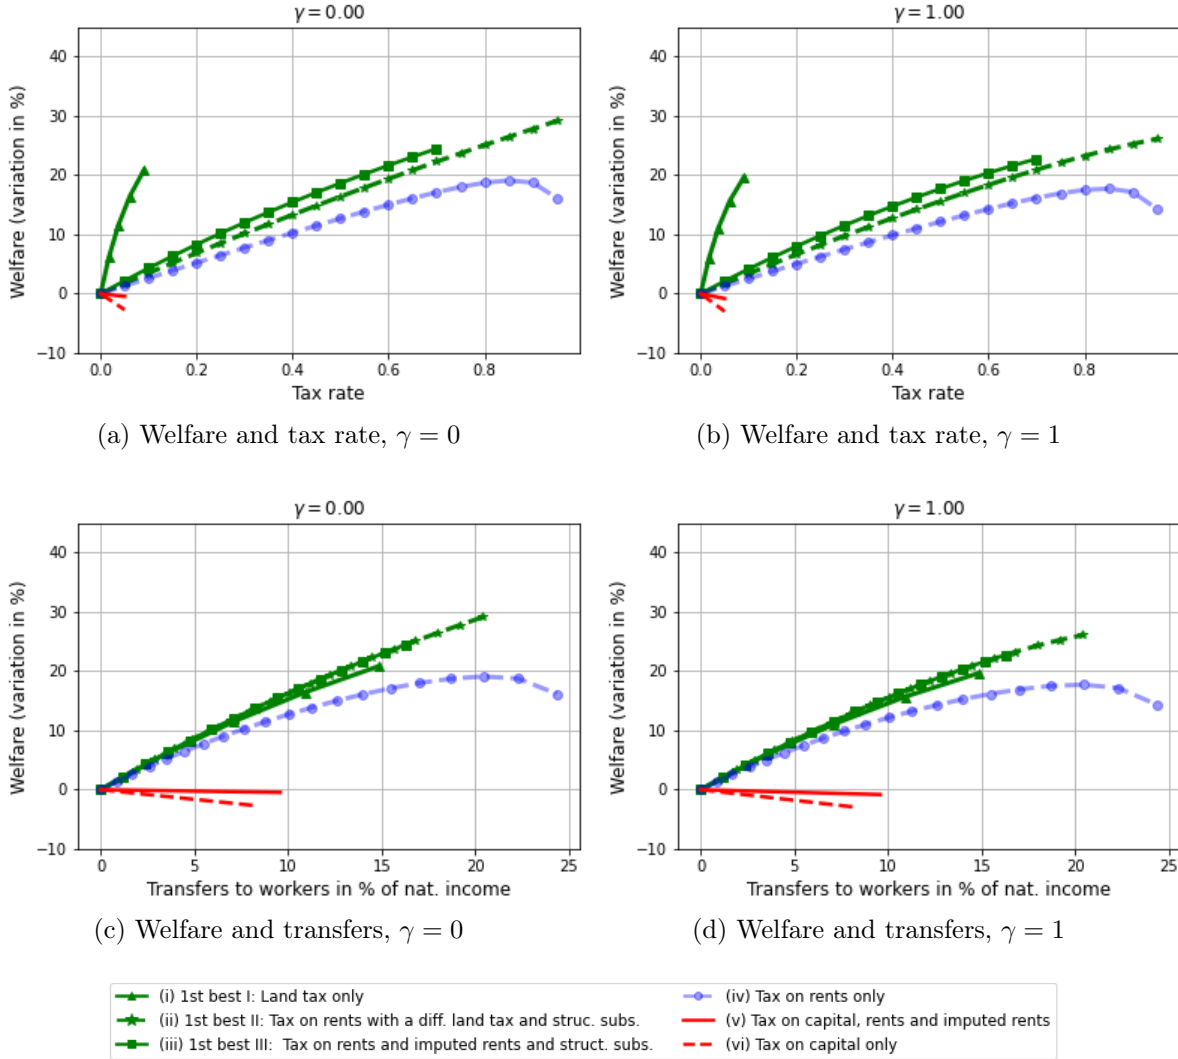 γ = 0.00
γ = 1.00
Welfare (variation in %)
40
30
20
10
0
−10
0.0 0.2 0.4 0.6 0.8
Tax rate
Welfare (variation in %)
40
30
20
10
0
−10
0.0 0.2 0.4 0.6 0.8
Tax rate
(a) Welfare and tax rate, γ = 0
(b) Welfare and tax rate, γ = 1
γ = 0.00
γ = 1.00
Welfare (variation in %)
40
30
20
10
0
−10
0 5 10 15 20 25
Transfers to workers in % of nat. income
Welfare (variation in %)
40
30
20
10
0
−10
0 5 10 15 20 25
Transfers to workers in % of nat. income
(c) Welfare and transfers, γ = 0
(d) Welfare and transfers, γ = 1
(i) 1st best I: Land tax only
(ii) 1st best II: Tax on rents with a diff. land tax and struc. subs.
(iii) 1st best III: Tax on rents and imputed rents and struct. subs.
(iv) Tax on rents only
(v) Tax on capital, rents and imputed rents
(vi) Tax on capital only